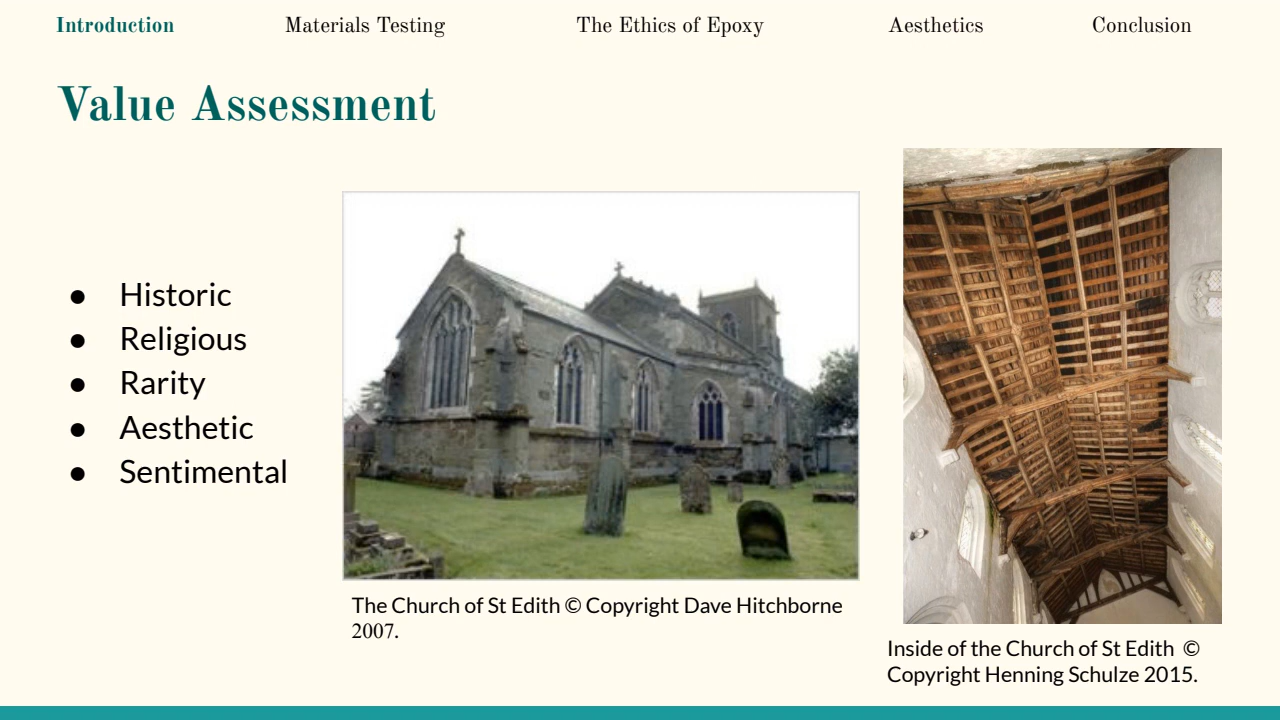 Introduction Materials Testing The Ethics of Epoxy Aesthetics Conclusion
Value Assessment
● Historic
● Religious
● Rarity
● Aesthetic
● Sentimental
The Church of St Edith © Copyright Dave Hitchborne
2007.
Inside of the Church of St Edith ©
Copyright Henning Schulze 2015.